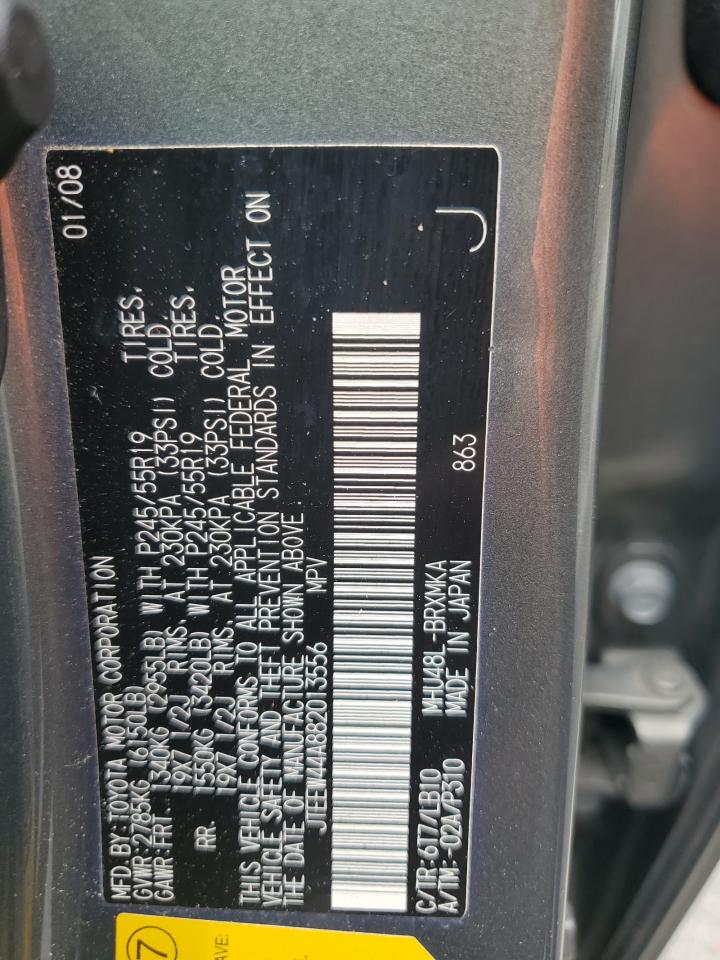 MFD.BY:TOYOTA MOTOR CORPORATION 01/08
GVWR:2785KG (6150LB)
GAWR:FRT 1340KG (2955LB) WITH P245/55R19 TIRES,
19X7 1/2J RIMS, AT 230KPA (33PSI) COLD.
RR. 1550KG (3420LB) WITH P245/55R19 TIRES,
19X7 1/2J RIMS, AT 230KPA (33PSI) COLD.
THIS VEHICLE CONFORMS TO ALL APPLICABLE FEDERAL MOTOR
VEHICLE SAFETY AND THEFT PREVENTION STANDARDS IN EFFECT ON
THE DATE OF MANUFACTURE SHOWN ABOVE
JTEEW44A882013556 MPV
C/TR:6T7/LB10 MHU48L-BRXMKA 863 J
A/TM:-02A/P310 MADE IN JAPAN
7
AVE: